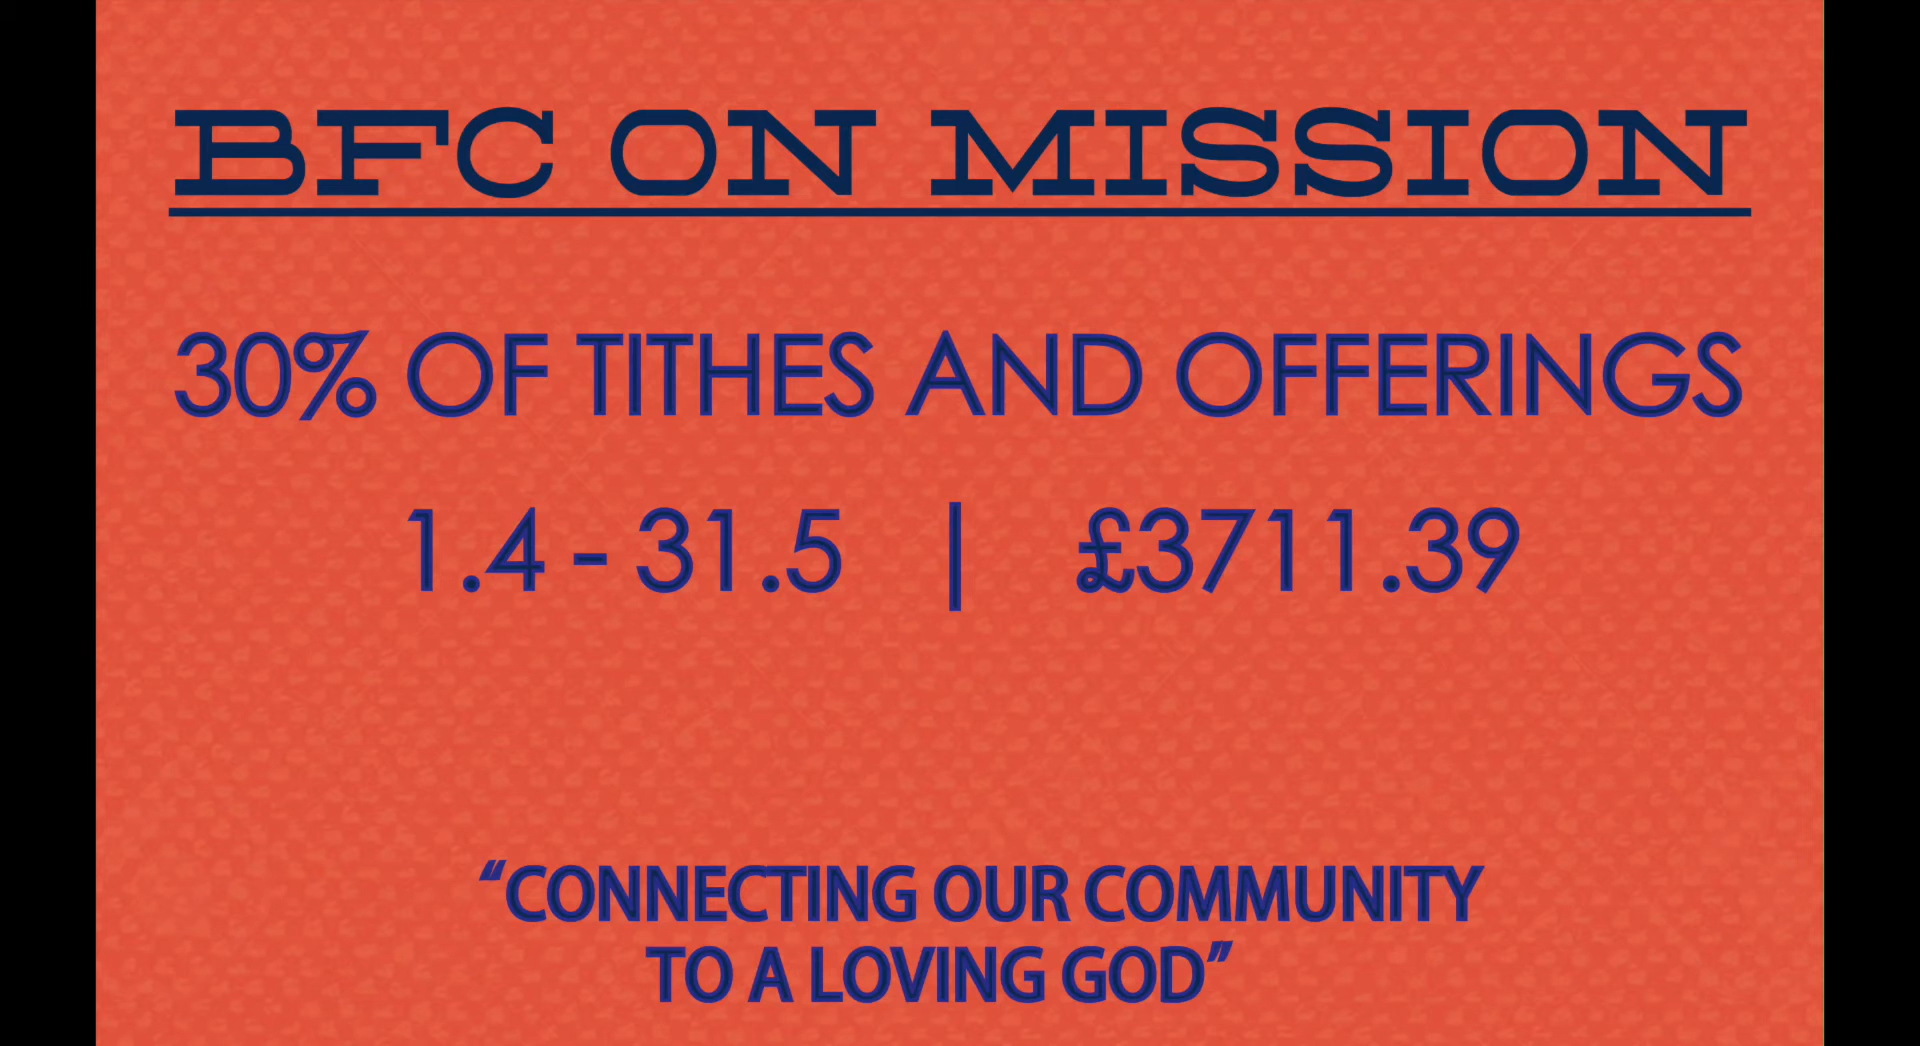 BFC ON MISSION
30% OF TITHES AND OFFERINGS
1.4 - 31.5 | £3711.39
“CONNECTING OUR COMMUNITY
TO A LOVING GOD”